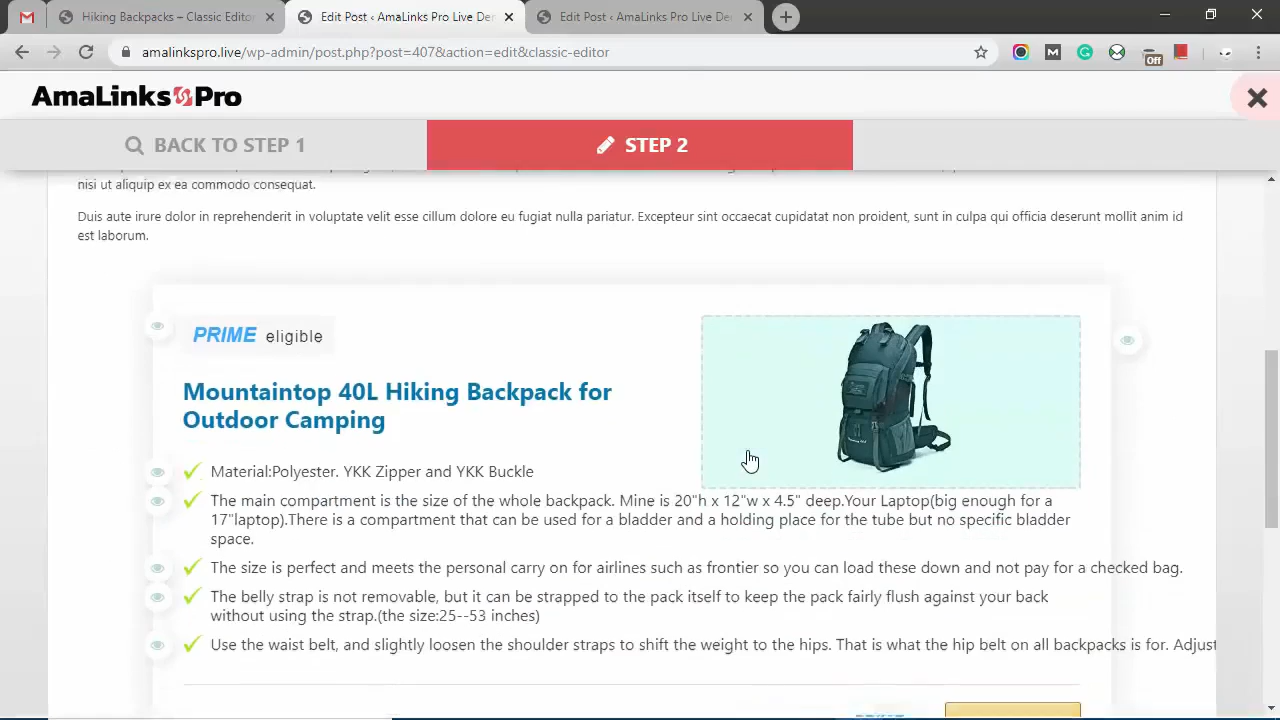 Hiking Backpacks – Classic Editor
Edit Post ‹ AmaLinks Pro Live De
Edit Post ‹ AmaLinks Pro Live De
amalinkspro.live/wp-admin/post.php?post=407&action=edit&classic-editor
Off
AmaLinks Pro
BACK TO STEP 1
STEP 2
nisi ut aliquip ex ea commodo consequat.
Duis aute irure dolor in reprehenderit in voluptate velit esse cillum dolore eu fugiat nulla pariatur. Excepteur sint occaecat cupidatat non proident, sunt in culpa qui officia deserunt mollit anim id
est laborum.
PRIME eligible
Mountaintop 40L Hiking Backpack for
Outdoor Camping
Material:Polyester. YKK Zipper and YKK Buckle
The main compartment is the size of the whole backpack. Mine is 20"h x 12"w x 4.5" deep.Your Laptop(big enough for a
17"laptop).There is a compartment that can be used for a bladder and a holding place for the tube but no specific bladder
space.
The size is perfect and meets the personal carry on for airlines such as frontier so you can load these down and not pay for a checked bag.
The belly strap is not removable, but it can be strapped to the pack itself to keep the pack fairly flush against your back
without using the strap.(the size:25--53 inches)
Use the waist belt, and slightly loosen the shoulder straps to shift the weight to the hips. That is what the hip belt on all backpacks is for. Adjust